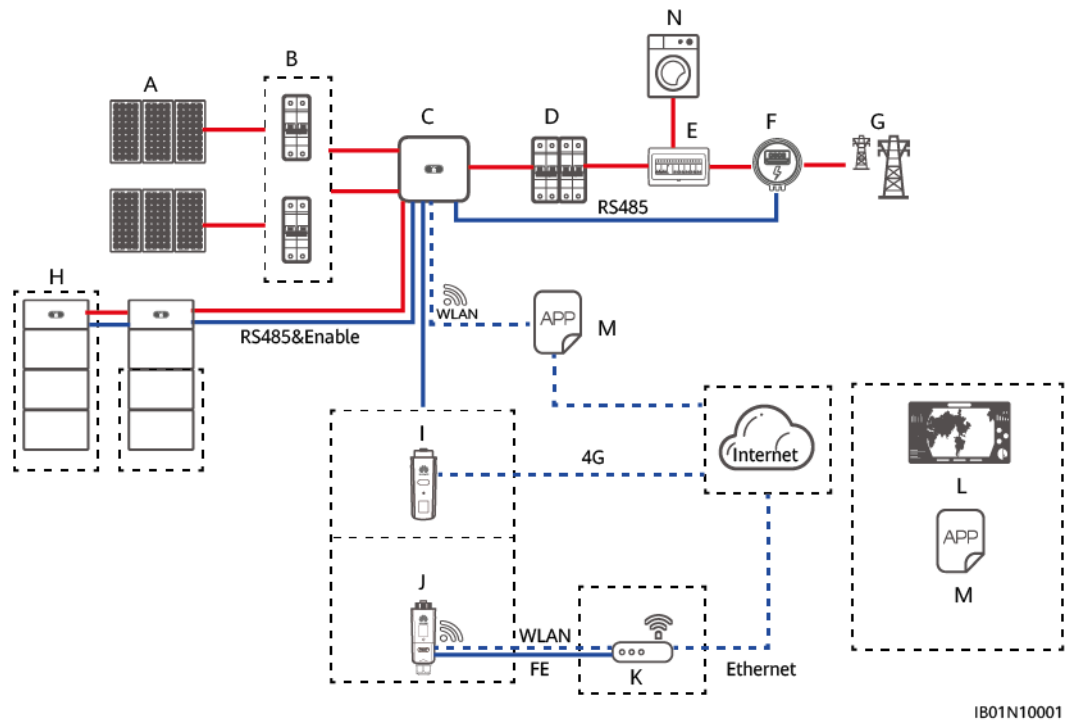 N
B
A
C
D
E
F
G
RS485
H
WLAN
APP
M
RS485&Enable
I
4G
Internet
L
APP
M
J
WLAN
FE
K
Ethernet
IB01N10001